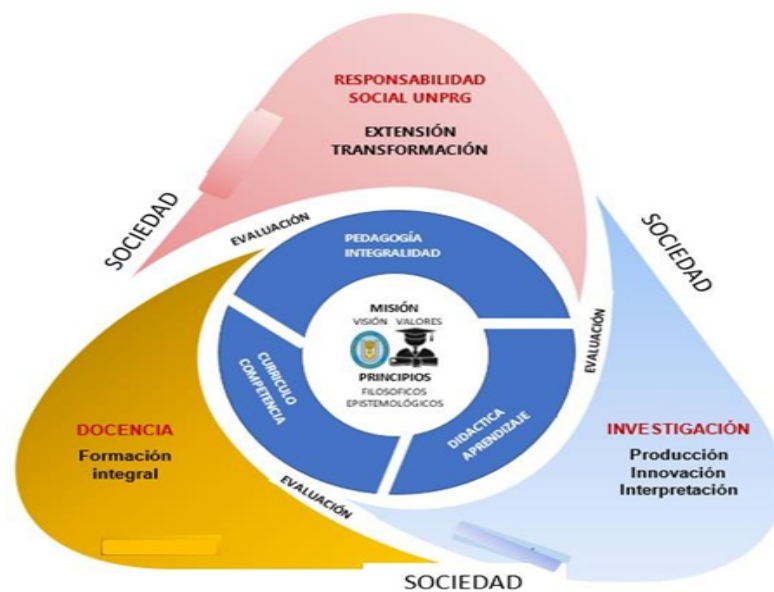 RESPONSABILIDAD
SOCIAL UNPRG
EXTENSIÓN
TRANSFORMACIÓN
SOCIEDAD
SOCIEDAD
EVALUACIÓN
PEDAGOGÍA
INTEGRALIDAD
MISIÓN
VISIÓN VALORES
PRINCIPIOS
FILOSOFICOS
EPISTEMOLÓGICOS
EVALUACIÓN
CURRICULO
COMPETENCIA
DIDACTICA
APRENDIZAJE
DOCENCIA
Formación
integral
INVESTIGACIÓN
Producción
Innovación
Interpretación
EVALUACIÓN
SOCIEDAD